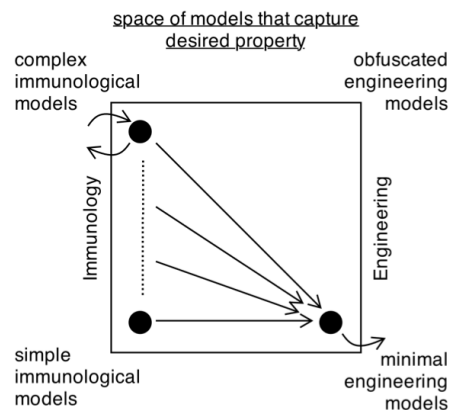 space of models that capture
desired property
complex
immunological
models
obfuscated
engineering
models
Immunology
Engineering
simple
immunological
models
minimal
engineering
models